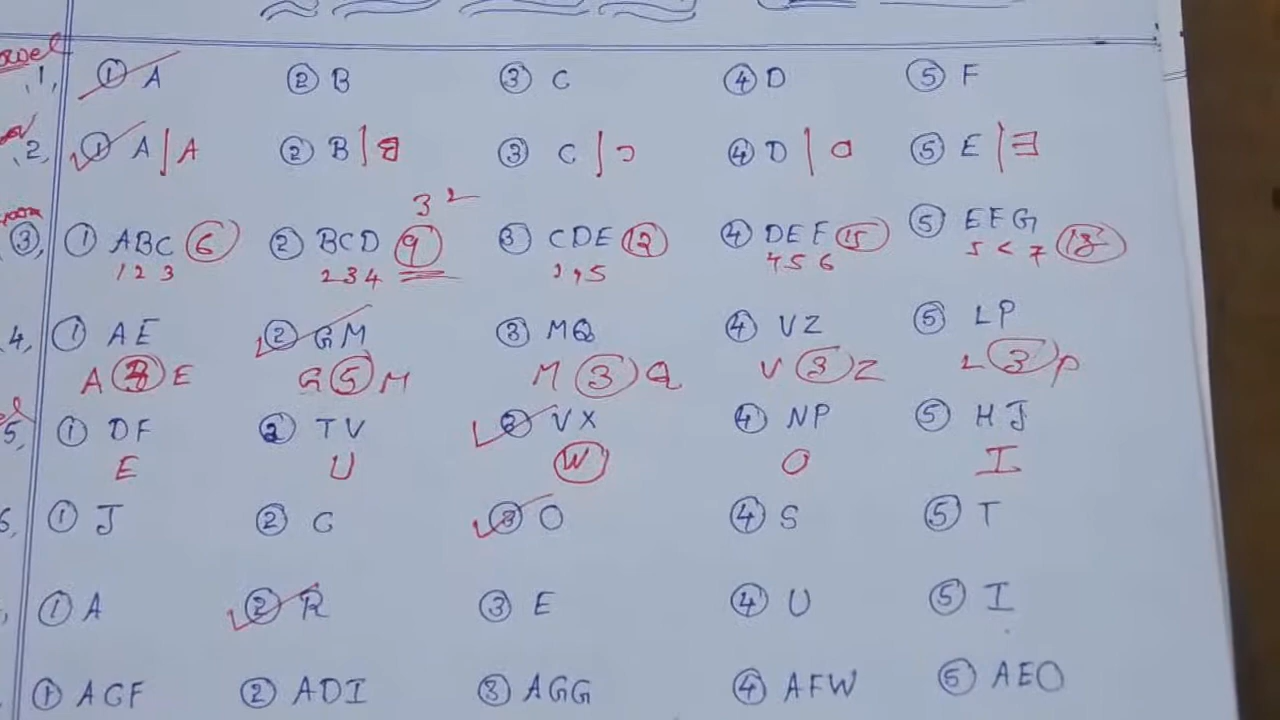 1, ① A ② B ③ C ④ D ⑤ F
2, ① A | A ② B | ③ C | ④ D | ⑤ E | Ǝ
3²
③, ① ABC 6 ② BCD 9 ③ CDE 12 ④ DEF 15 ⑤ EFG 18
1 2 3 2 3 4 4 5 6
4, ① AE ② GM ③ MQ ④ VZ ⑤ LP
A 3 E G 5 M M 3 Q V 3 Z L 3 P
5, ① DF ② TV ③ VX ④ NP ⑤ HJ
E U W O I
6, ① J ② C ③ O ④ S ⑤ T
① A ② R ③ E ④ U ⑤ I
① AGF ② ADI ③ AGG ④ AFW ⑤ AEO